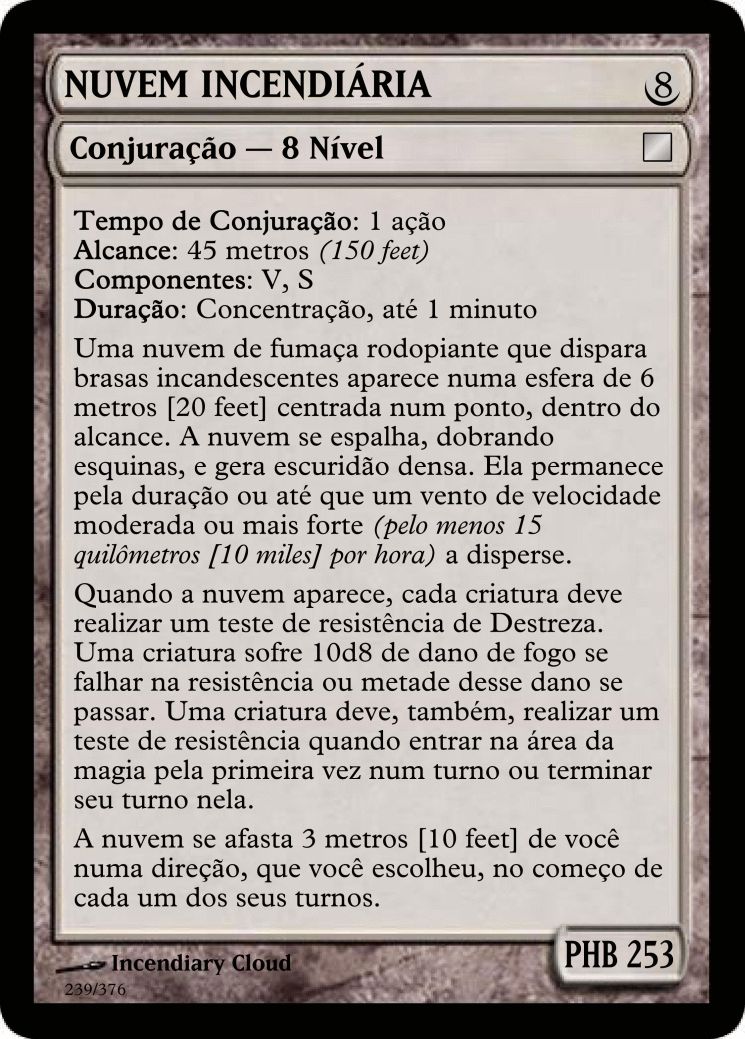 NUVEM INCENDIÁRIA 8
Conjuração — 8 Nível
Tempo de Conjuração: 1 ação
Alcance: 45 metros (150 feet)
Componentes: V, S
Duração: Concentração, até 1 minuto
Uma nuvem de fumaça rodopiante que dispara
brasas incandescentes aparece numa esfera de 6
metros [20 feet] centrada num ponto, dentro do
alcance. A nuvem se espalha, dobrando
esquinas, e gera escuridão densa. Ela permanece
pela duração ou até que um vento de velocidade
moderada ou mais forte (pelo menos 15
quilômetros [10 miles] por hora) a disperse.
Quando a nuvem aparece, cada criatura deve
realizar um teste de resistência de Destreza.
Uma criatura sofre 10d8 de dano de fogo se
falhar na resistência ou metade desse dano se
passar. Uma criatura deve, também, realizar um
teste de resistência quando entrar na área da
magia pela primeira vez num turno ou terminar
seu turno nela.
A nuvem se afasta 3 metros [10 feet] de você
numa direção, que você escolheu, no começo de
cada um dos seus turnos.
PHB 253
Incendiary Cloud
239/376